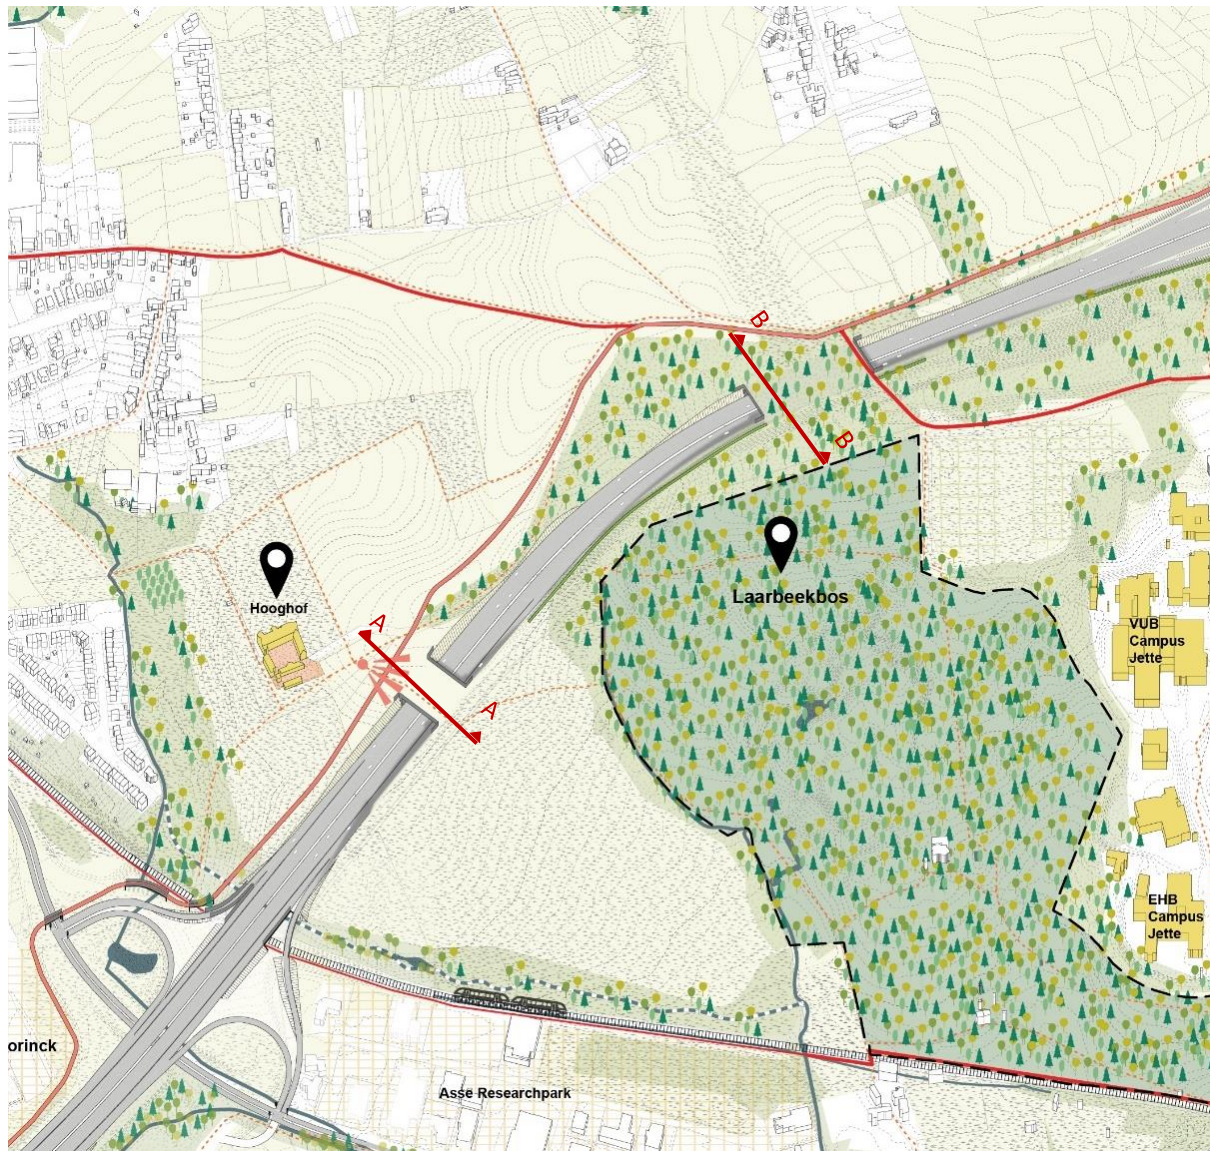 B
B
Hooghof
Laarbeekbos
A
VUB
Campus
Jette
A
EHB
Campus
Jette
orinck
Asse Researchpark